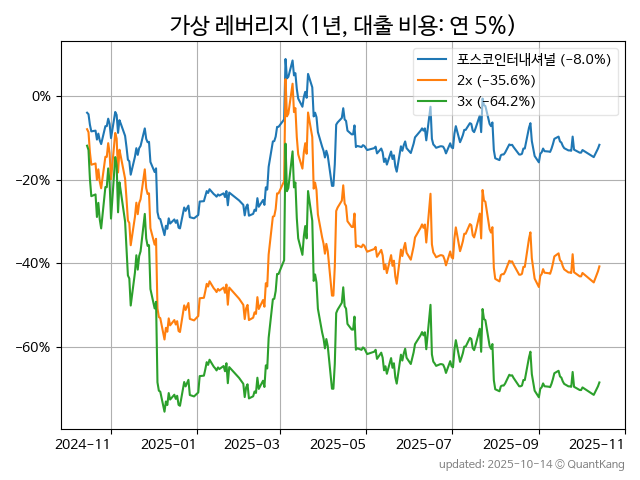 가상 레버리지 (1년, 대출 비용: 연 5%)
포스코인터내셔널 (−8.0%)
2x (−35.6%)
3x (−64.2%)
0%
−20%
−40%
−60%
2024-11 2025-01 2025-03 2025-05 2025-07 2025-09 2025-11
updated: 2025-10-14 © QuantKang